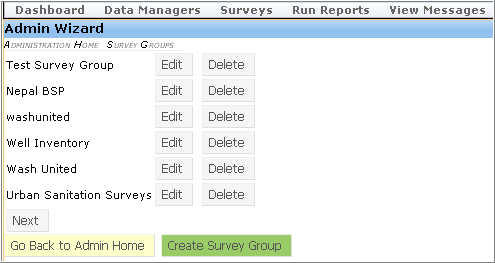 Dashboard Data Managers Surveys Run Reports View Messages
Admin Wizard
Administration Home Survey Groups
Test Survey Group Edit Delete
Nepal BSP Edit Delete
washunited Edit Delete
Well Inventory Edit Delete
Wash United Edit Delete
Urban Sanitation Surveys Edit Delete
Next
Go Back to Admin Home Create Survey Group